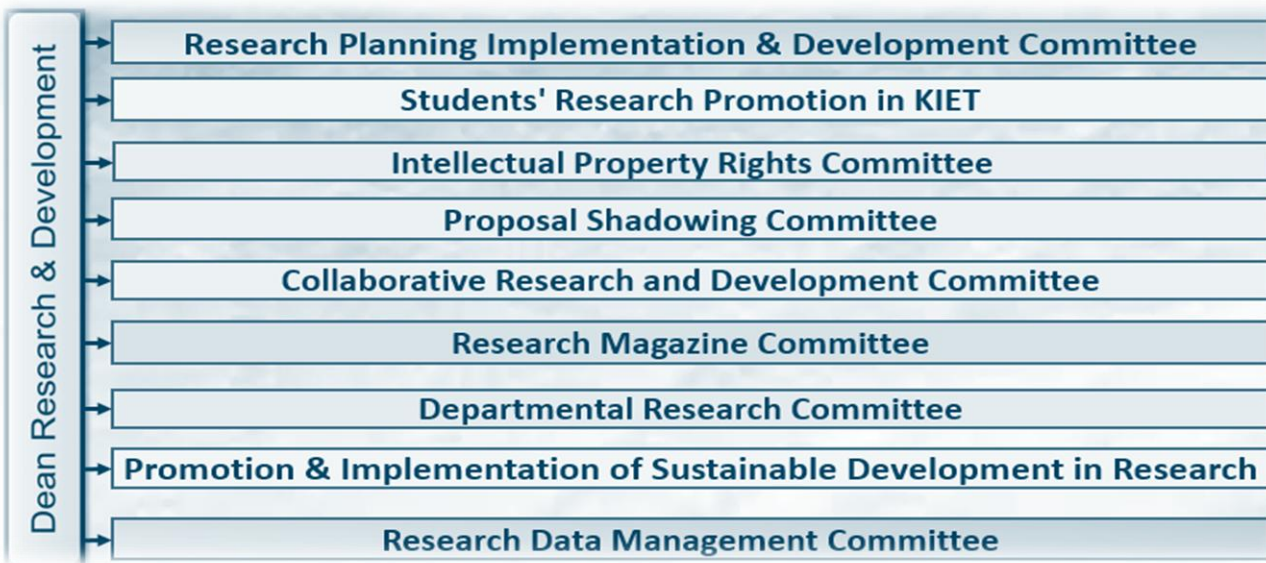 Dean Research & Development
Research Planning Implementation & Development Committee
Students' Research Promotion in KIET
Intellectual Property Rights Committee
Proposal Shadowing Committee
Collaborative Research and Development Committee
Research Magazine Committee
Departmental Research Committee
Promotion & Implementation of Sustainable Development in Research
Research Data Management Committee